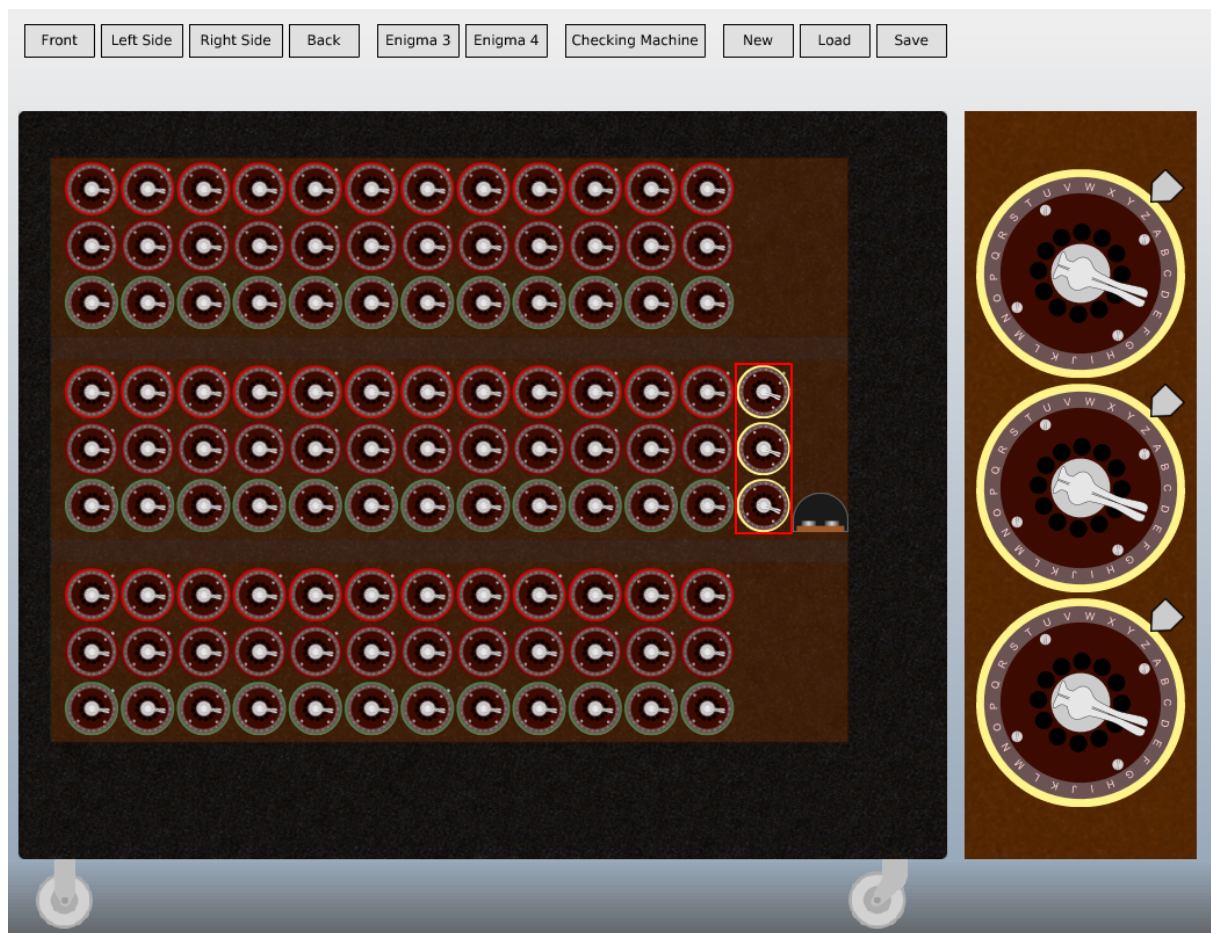 Front Left Side Right Side Back Enigma 3 Enigma 4 Checking Machine New Load Save
A B C D E F G H I J K L M N O P Q R S T U V W X Y Z
A B C D E F G H I J K L M N O P Q R S T U V W X Y Z
A B C D E F G H I J K L M N O P Q R S T U V W X Y Z